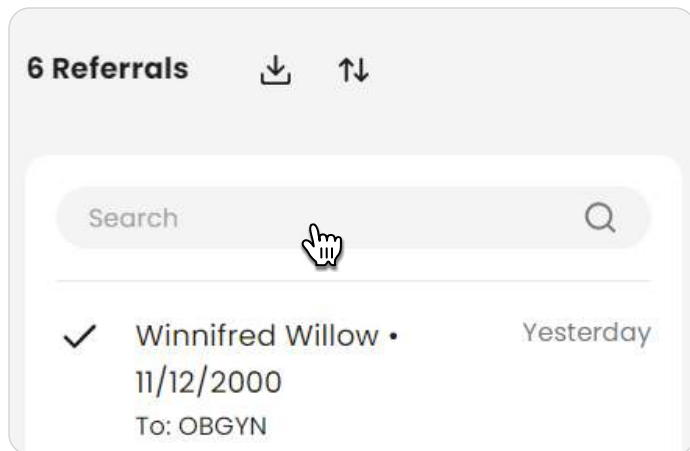 6 Referrals
Search
Winnifred Willow •
Yesterday
11/12/2000
To: OBGYN